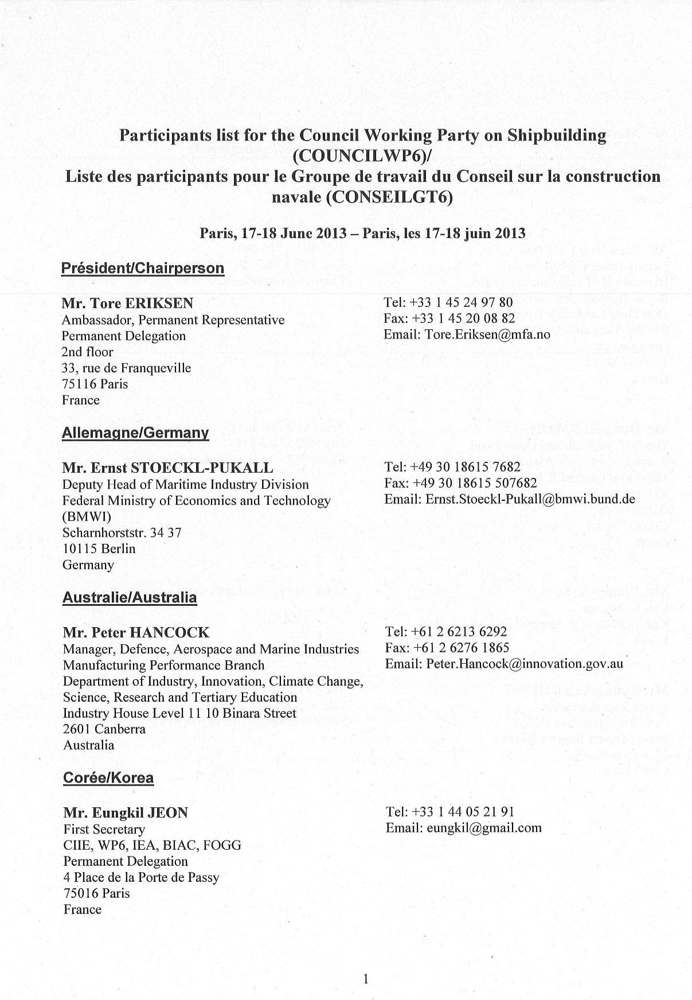 Participants list for the Council Working Party on Shipbuilding
(COUNCILWP6)/
Liste des participants pour le Groupe de travail du Conseil sur la construction
navale (CONSEILGT6)
Paris, 17-18 June 2013 – Paris, les 17-18 juin 2013
Président/Chairperson
Mr. Tore ERIKSEN
Ambassador, Permanent Representative
Permanent Delegation
2nd floor
33, rue de Franqueville
75116 Paris
France
Tel: +33 1 45 24 97 80
Fax: +33 1 45 20 08 82
Email: Tore.Eriksen@mfa.no
Allemagne/Germany
Mr. Ernst STOECKL-PUKALL
Deputy Head of Maritime Industry Division
Federal Ministry of Economics and Technology
(BMWI)
Scharnhorststr. 34 37
10115 Berlin
Germany
Tel: +49 30 18615 7682
Fax: +49 30 18615 507682
Email: Ernst.Stoeckl-Pukall@bmwi.bund.de
Australie/Australia
Mr. Peter HANCOCK
Manager, Defence, Aerospace and Marine Industries
Manufacturing Performance Branch
Department of Industry, Innovation, Climate Change,
Science, Research and Tertiary Education
Industry House Level 11 10 Binara Street
2601 Canberra
Australia
Tel: +61 2 6213 6292
Fax: +61 2 6276 1865
Email: Peter.Hancock@innovation.gov.au
Corée/Korea
Mr. Eungkil JEON
First Secretary
CIIE, WP6, IEA, BIAC, FOGG
Permanent Delegation
4 Place de la Porte de Passy
75016 Paris
France
Tel: +33 1 44 05 21 91
Email: eungkil@gmail.com
1